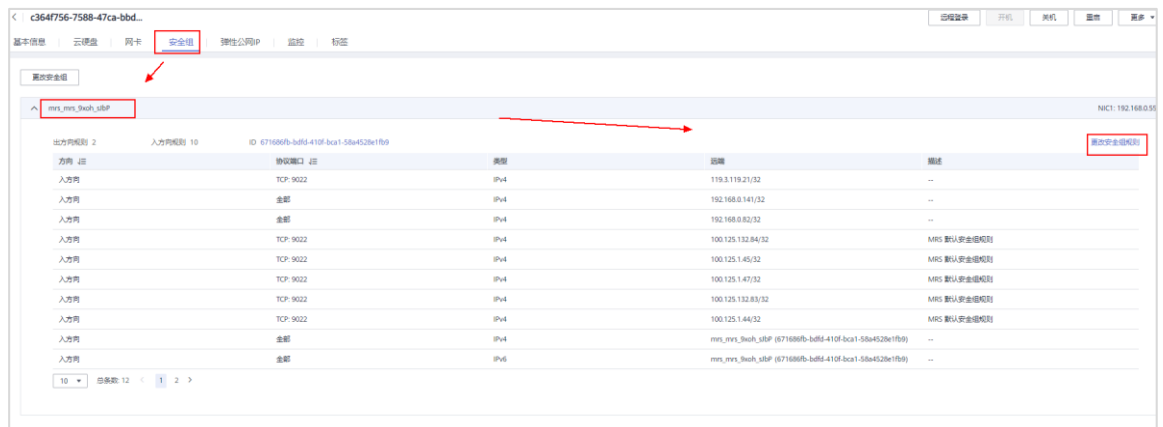 c364f756-7588-47ca-bbd... 远程登录 开机 关机 重启 更多
基本信息 云硬盘 网卡 安全组 弹性公网IP 监控 标签
更改安全组
mrs_mrs_9xoh_slbP NIC1: 192.168.0.55
出方向规则 2 入方向规则 10 ID 671686fb-bdfd-410f-bca1-58a4528e1fb9 更改安全组规则
方向 协议端口 类型 远端 描述
入方向 TCP: 9022 IPv4 119.3.119.21/32 --
入方向 全部 IPv4 192.168.0.141/32 --
入方向 全部 IPv4 192.168.0.82/32 --
入方向 TCP: 9022 IPv4 100.125.132.84/32 MRS 默认安全组规则
入方向 TCP: 9022 IPv4 100.125.1.45/32 MRS 默认安全组规则
入方向 TCP: 9022 IPv4 100.125.1.47/32 MRS 默认安全组规则
入方向 TCP: 9022 IPv4 100.125.132.83/32 MRS 默认安全组规则
入方向 TCP: 9022 IPv4 100.125.1.44/32 MRS 默认安全组规则
入方向 全部 IPv4 mrs_mrs_9xoh_slbP (671686fb-bdfd-410f-bca1-58a4528e1fb9) --
入方向 全部 IPv6 mrs_mrs_9xoh_slbP (671686fb-bdfd-410f-bca1-58a4528e1fb9) --
10 总条数: 12 < 1 2 >